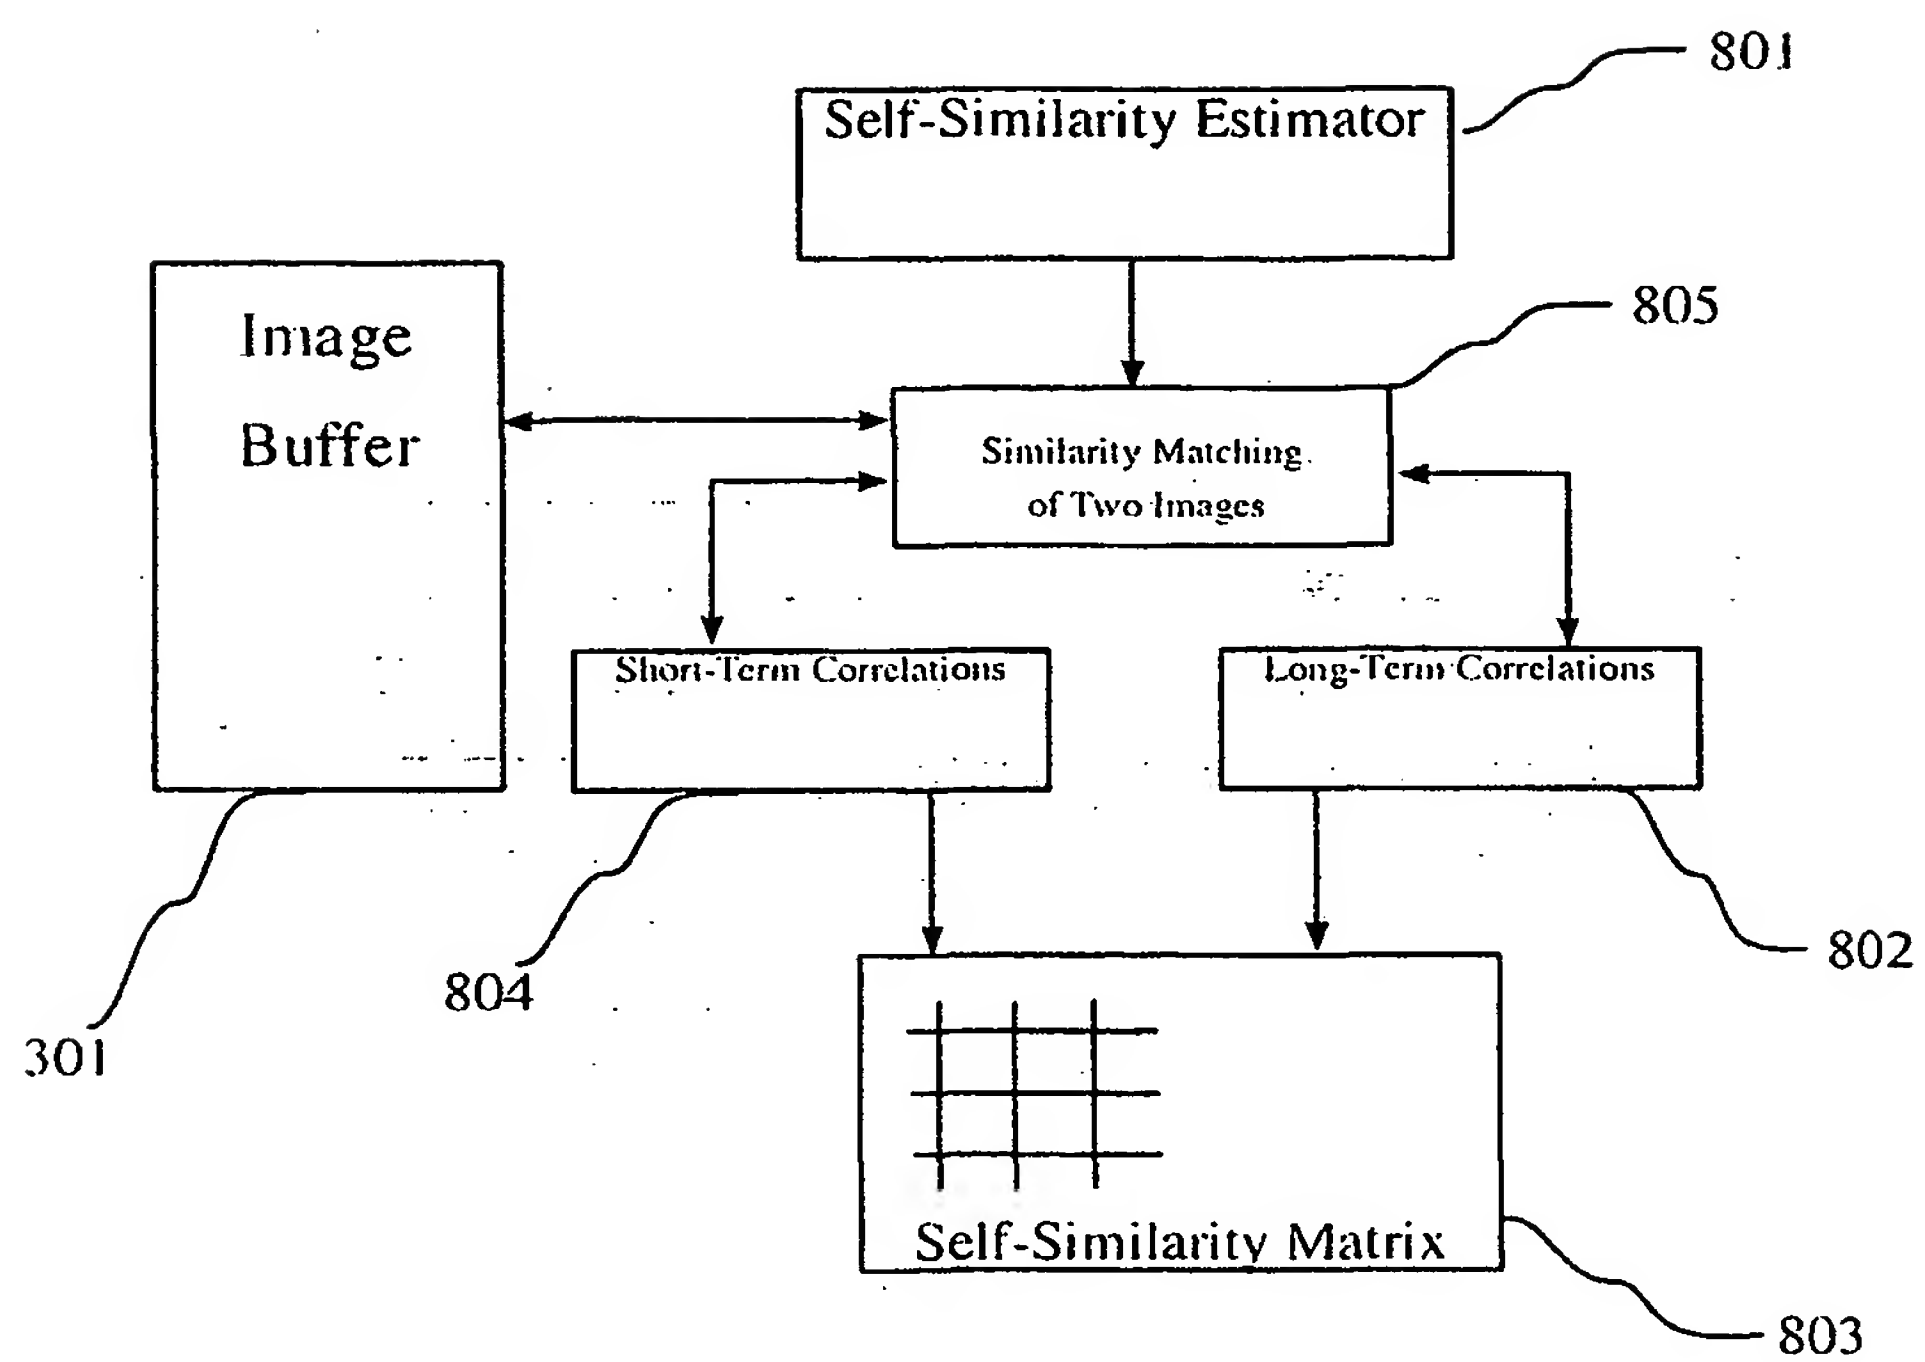 801
Self-Similarity Estimator
805
Image
Buffer
Similarity Matching
of Two Images
Short-Term Correlations
Long-Term Correlations
802
804
301
Self-Similarity Matrix
803